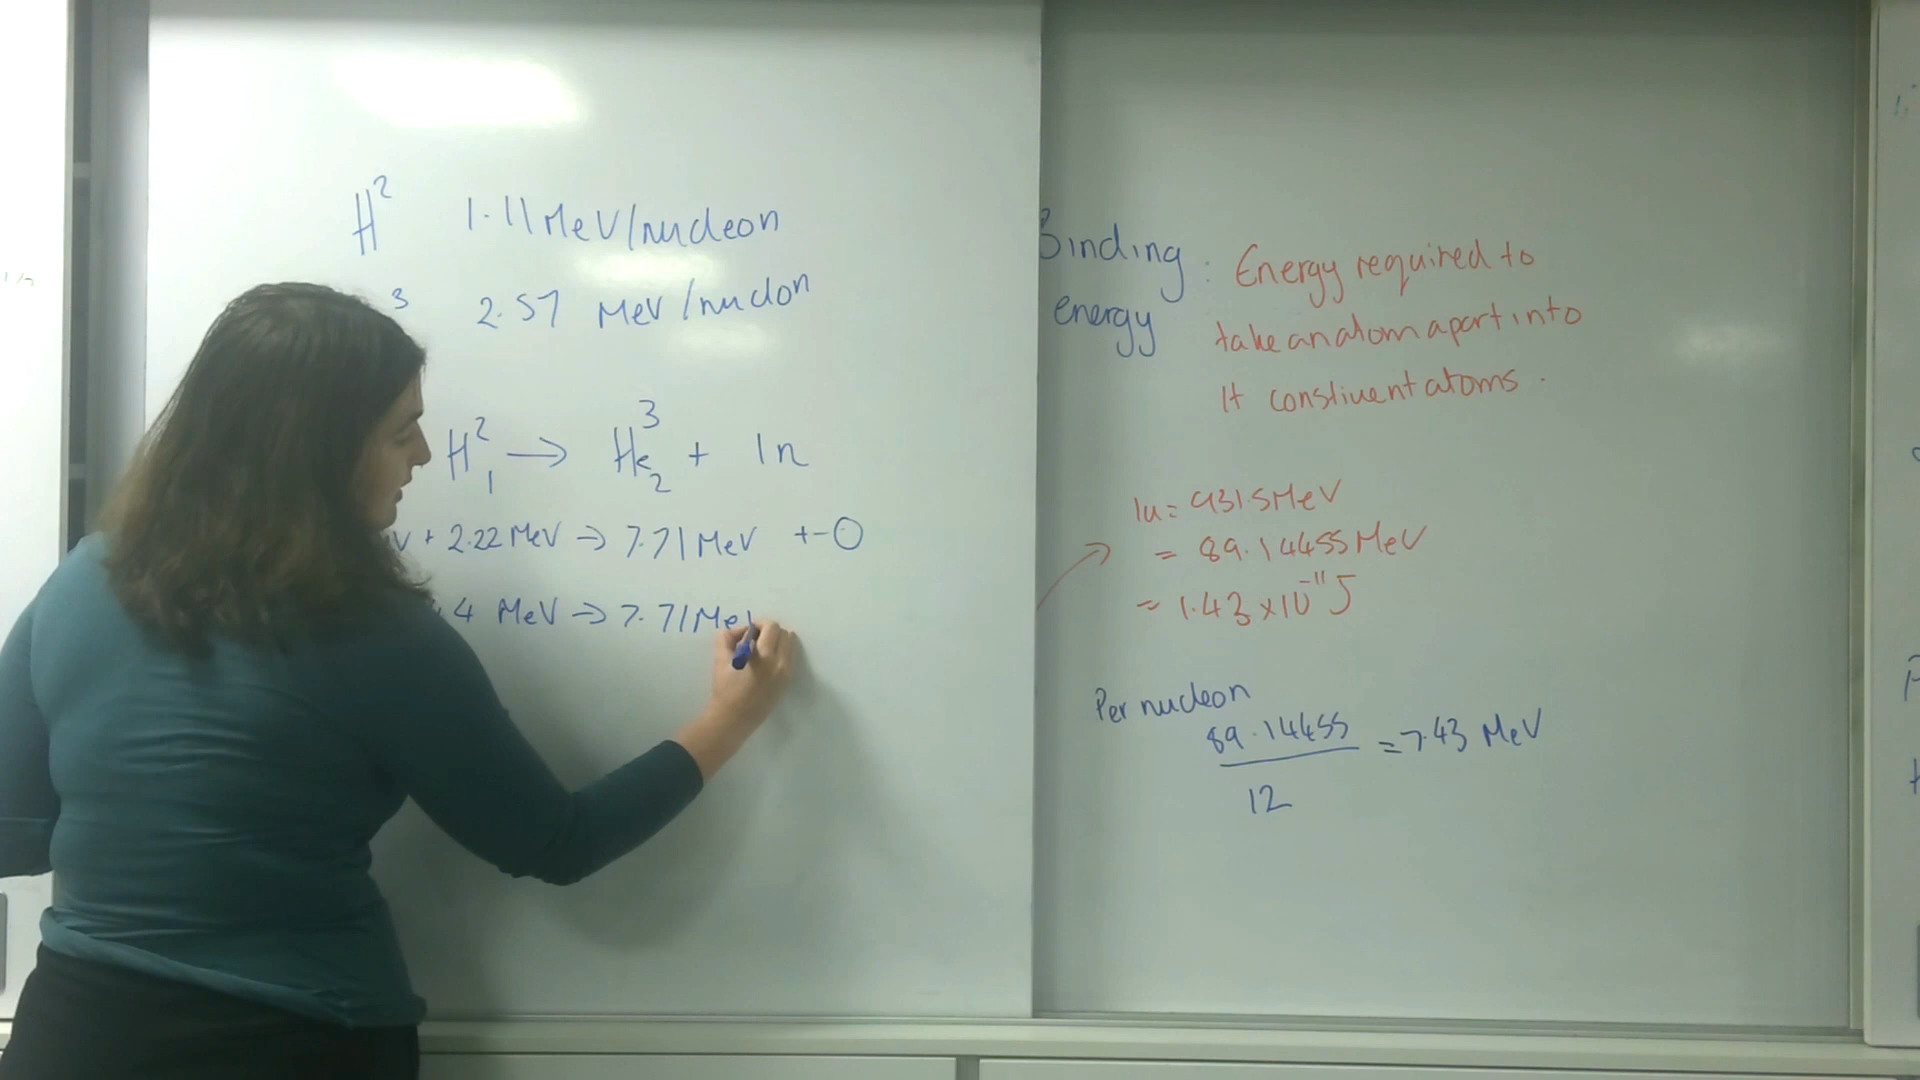 H² 1.11 MeV/nucleon
3 2.57 MeV/nuclon
H²₁ → He³₂ + 1n
V + 2.22 MeV → 7.71 MeV +-0
4 MeV → 7.71 Me
Binding : Energy required to
energy take an atom apart into
It constiuent atoms.
1u = 931.5 MeV
= 89.14455 MeV
= 1.43 x 10⁻¹¹ J
Per nucleon
89.14455
= 7.43 MeV
12